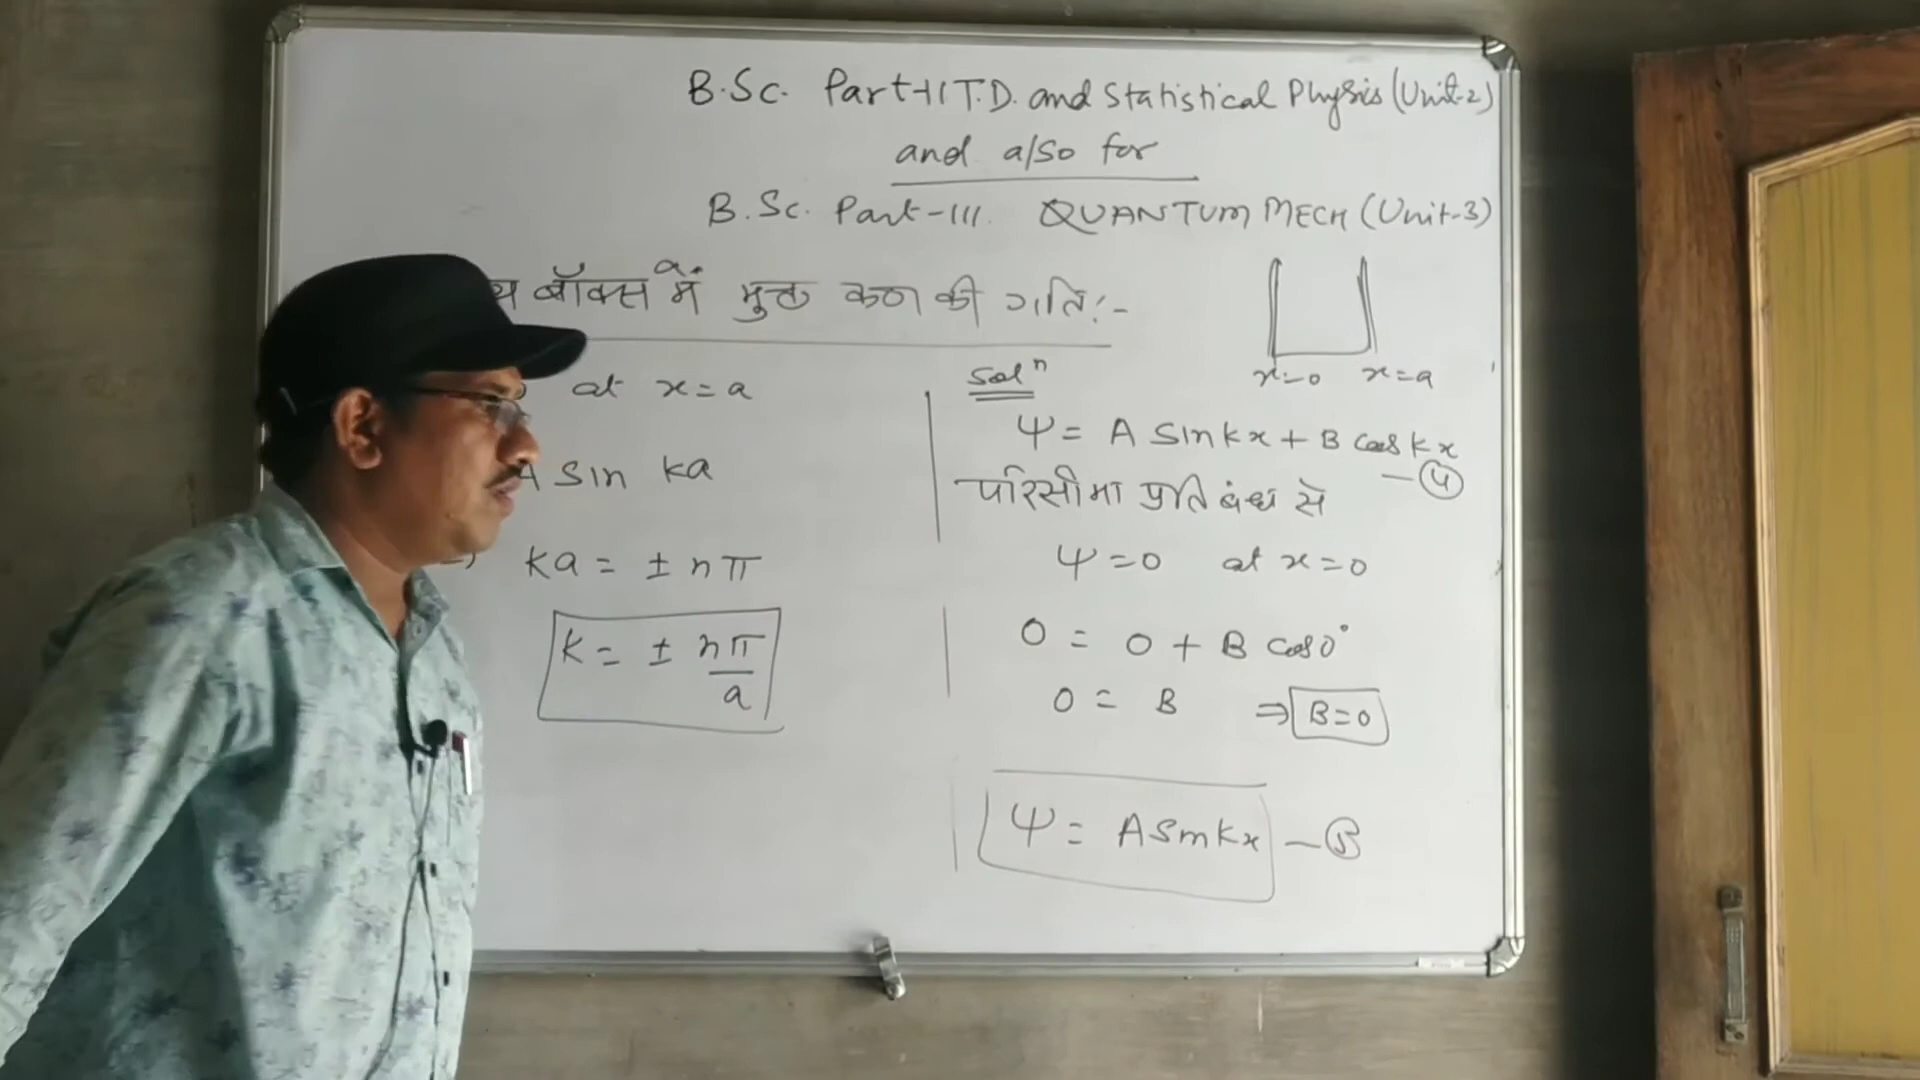 B.Sc. Part-II T.D. and Statistical Physics (Unit-2)
and also for
B.Sc. Part-III. QUANTUM MECH (Unit-3)
बॉक्स में मुक्त कण की गति :-
a
x=0 x=a
at x = a
A sin ka
ka = ± nπ
k = ± nπ/a
Solⁿ
Ψ = A sin kx + B cos kx
— (4)
परिसीमा प्रतिबंध से
Ψ = 0 at x = 0
0 = 0 + B cos 0°
0 = B ⇒ B = 0
Ψ = A sin kx — (5)